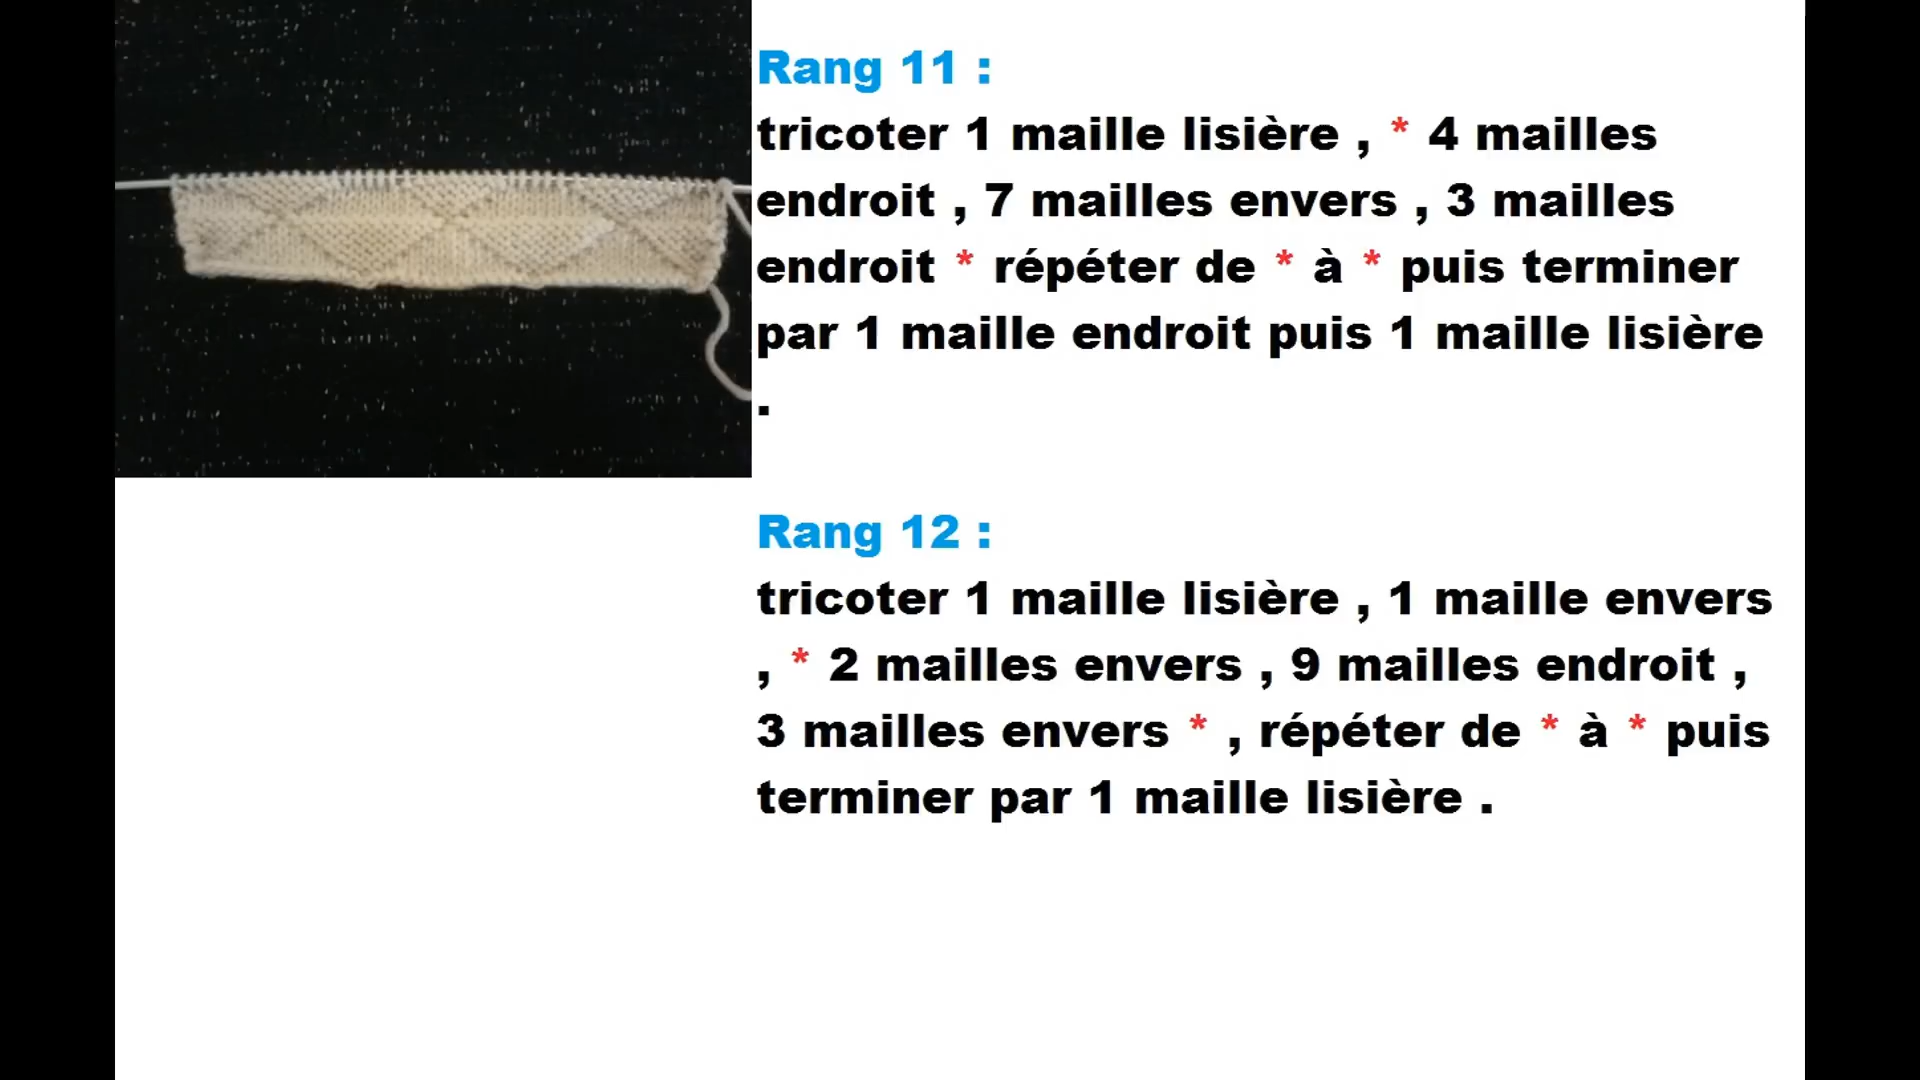 Rang 11 :
tricoter 1 maille lisière , * 4 mailles
endroit , 7 mailles envers , 3 mailles
endroit * répéter de * à * puis terminer
par 1 maille endroit puis 1 maille lisière
.
Rang 12 :
tricoter 1 maille lisière , 1 maille envers
, * 2 mailles envers , 9 mailles endroit ,
3 mailles envers * , répéter de * à * puis
terminer par 1 maille lisière .